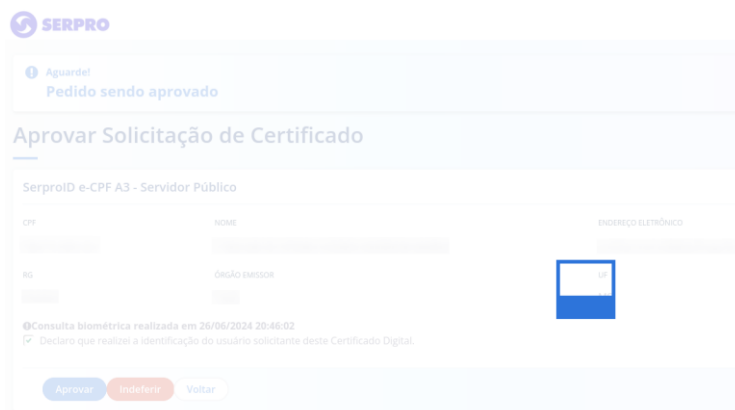 SERPRO
Aguarde!
Pedido sendo aprovado
Aprovar Solicitação de Certificado
SerproID e-CPF A3 - Servidor Público
CPF NOME ENDEREÇO ELETRÔNICO
RG ÓRGÃO EMISSOR UF
Consulta biométrica realizada em 26/06/2024 20:46:02
Declaro que realizei a identificação do usuário solicitante deste Certificado Digital.
Aprovar Indeferir Voltar